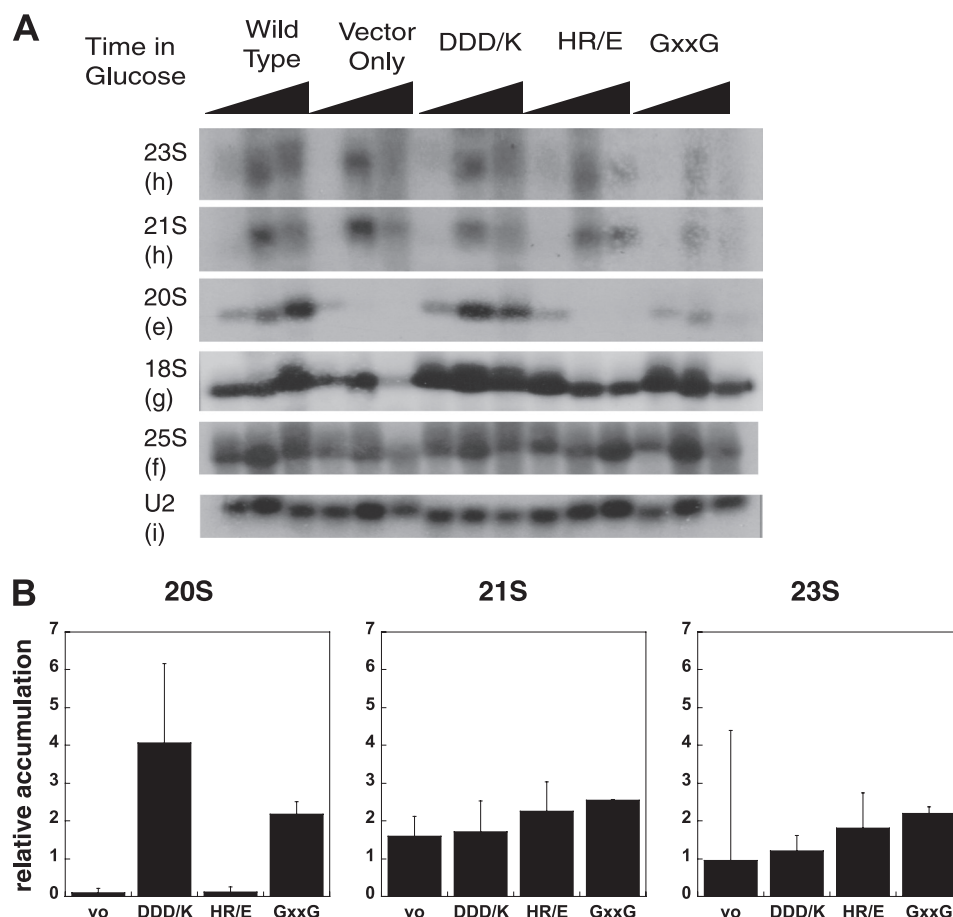 A
Time in
Glucose
Wild
Type
Vector
Only
DDD/K
HR/E
GxxG
23S
(h)
21S
(h)
20S
(e)
18S
(g)
25S
(f)
U2
(i)
B
20S
21S
23S
relative accumulation
7
6
5
4
3
2
1
0
vo DDD/K HR/E GxxG
7
6
5
4
3
2
1
0
vo DDD/K HR/E GxxG
7
6
5
4
3
2
1
0
vo DDD/K HR/E GxxG